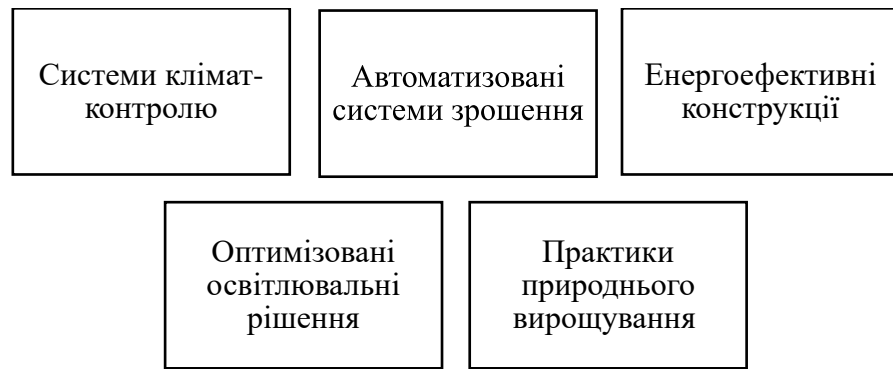 Системи клімат-
контролю
Автоматизовані
системи зрошення
Енергоефективні
конструкції
Оптимізовані
освітлювальні
рішення
Практики
природнього
вирощування